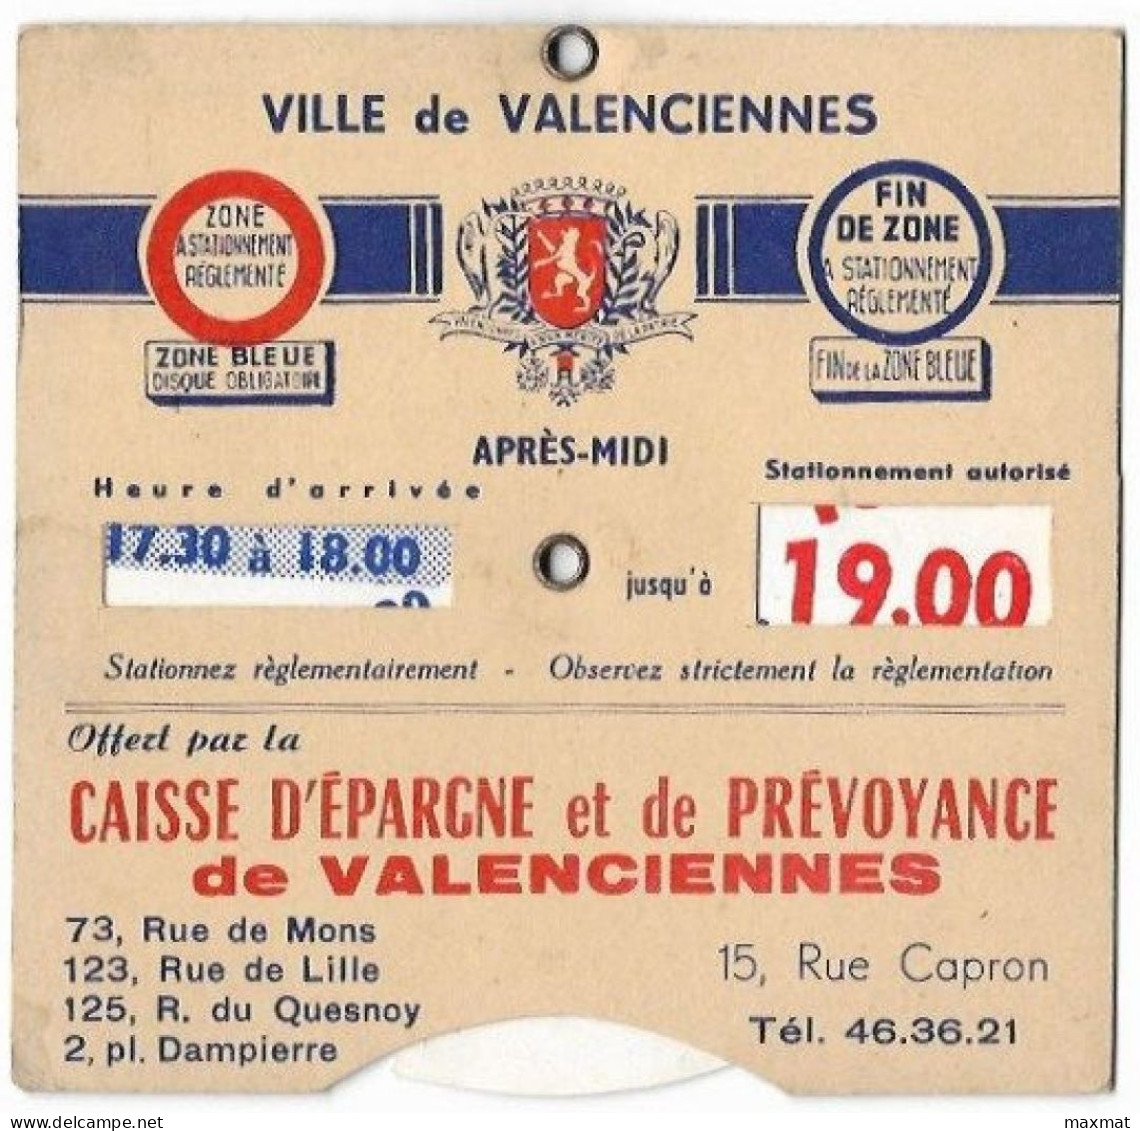 VILLE de VALENCIENNES
ZONE
A STATIONNEMENT
RÉGLEMENTÉ
ZONE BLEUE
DISQUE OBLIGATOIRE
FIN
DE ZONE
A STATIONNEMENT
RÉGLEMENTÉ
FIN DE LA ZONE BLEUE
APRÈS-MIDI
Heure d'arrivée
17.30 à 18.00
Stationnement autorisé
jusqu'à
19.00
Stationnez règlementairement - Observez strictement la règlementation
Offert par la
CAISSE D'ÉPARGNE et de PRÉVOYANCE
de VALENCIENNES
73, Rue de Mons
123, Rue de Lille
125, R. du Quesnoy
2, pl. Dampierre
15, Rue Capron
Tél. 46.36.21
maxmat